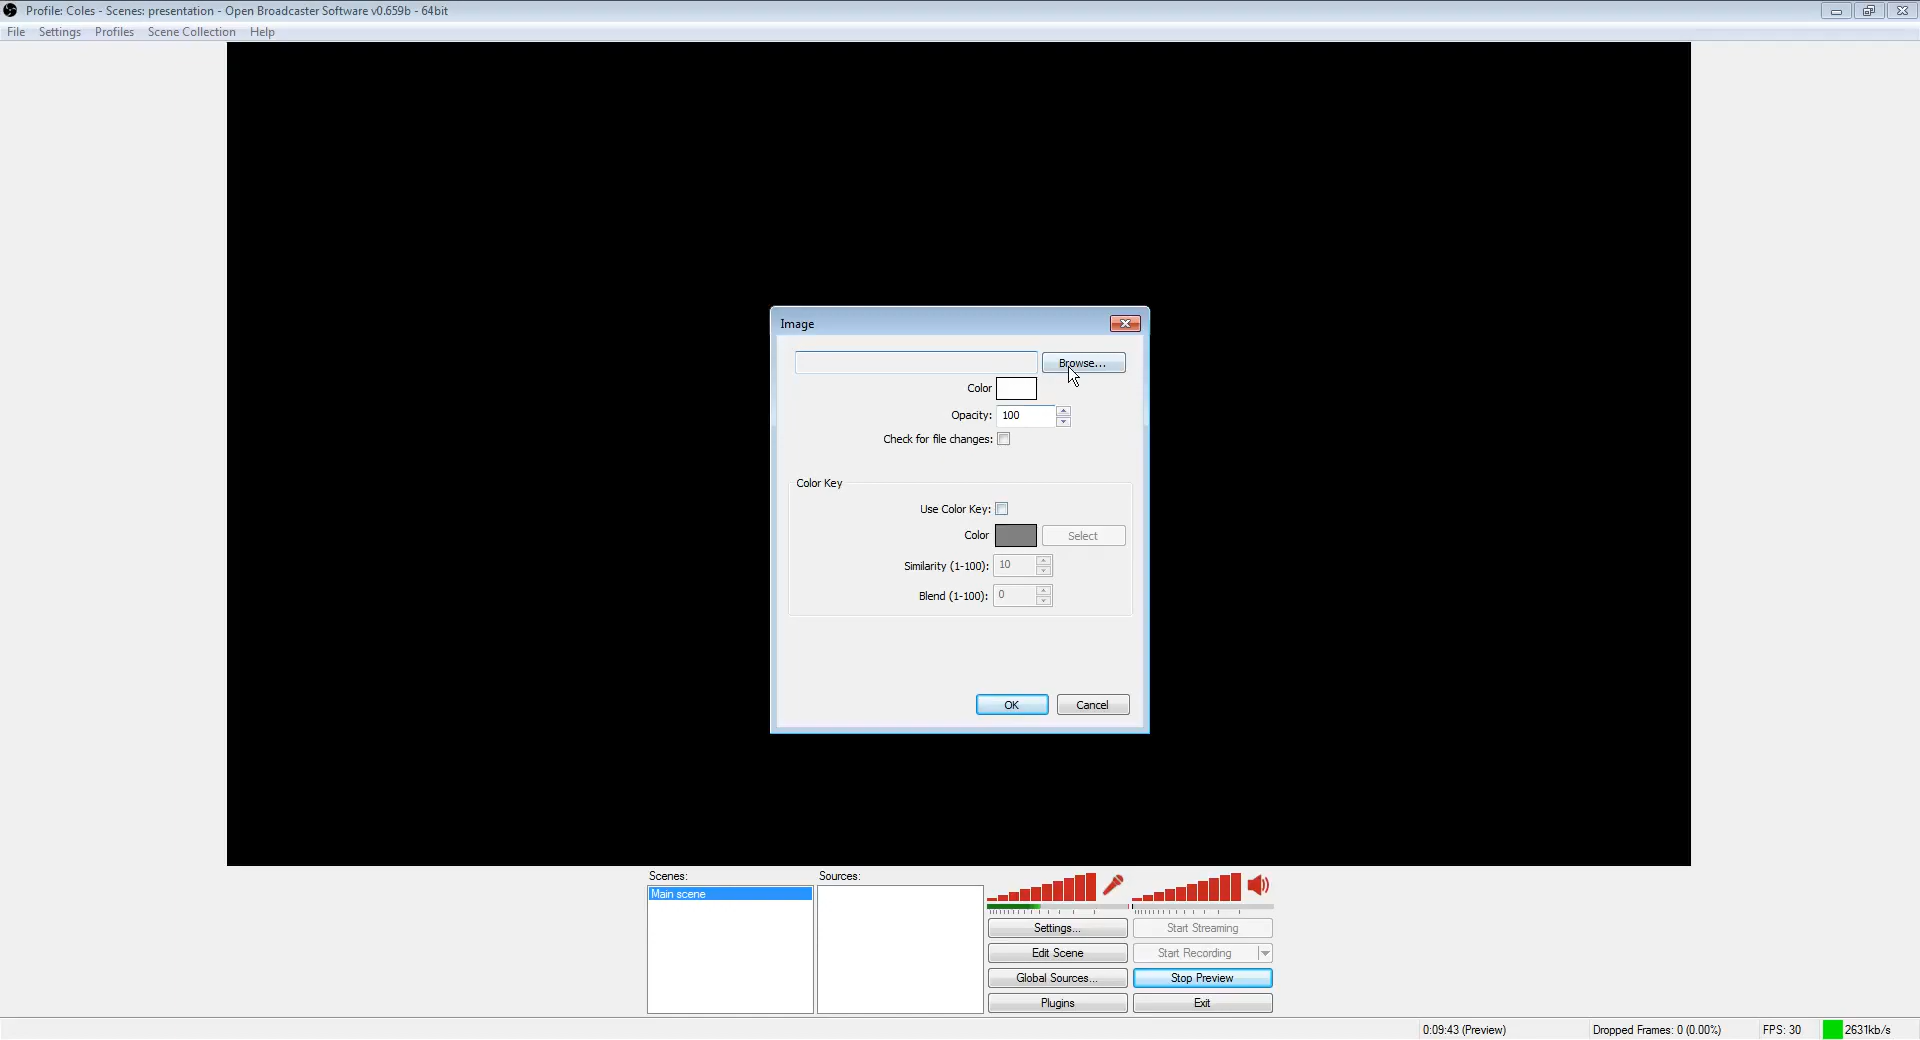 Profile: Coles - Scenes: presentation - Open Broadcaster Software v0.659b - 64bit
File Settings Profiles Scene Collection Help
Image
Browse...
Color
Opacity: 100
Check for file changes:
Color Key
Use Color Key:
Color Select
Similarity (1-100): 10
Blend (1-100): 0
OK Cancel
Scenes: Sources:
Main scene
Settings... Start Streaming
Edit Scene Start Recording
Global Sources... Stop Preview
Plugins Exit
0:09:43 (Preview) Dropped Frames: 0 (0.00%) FPS: 30 2631kb/s